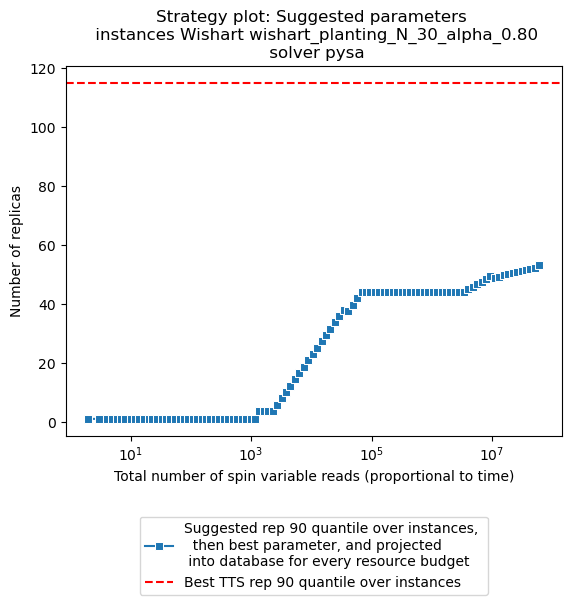 Strategy plot: Suggested parameters
instances Wishart wishart_planting_N_30_alpha_0.80
solver pysa
120
100
80
60
40
20
0
Number of replicas
10^1
10^3
10^5
10^7
Total number of spin variable reads (proportional to time)
Suggested rep 90 quantile over instances,
then best parameter, and projected
into database for every resource budget
Best TTS rep 90 quantile over instances